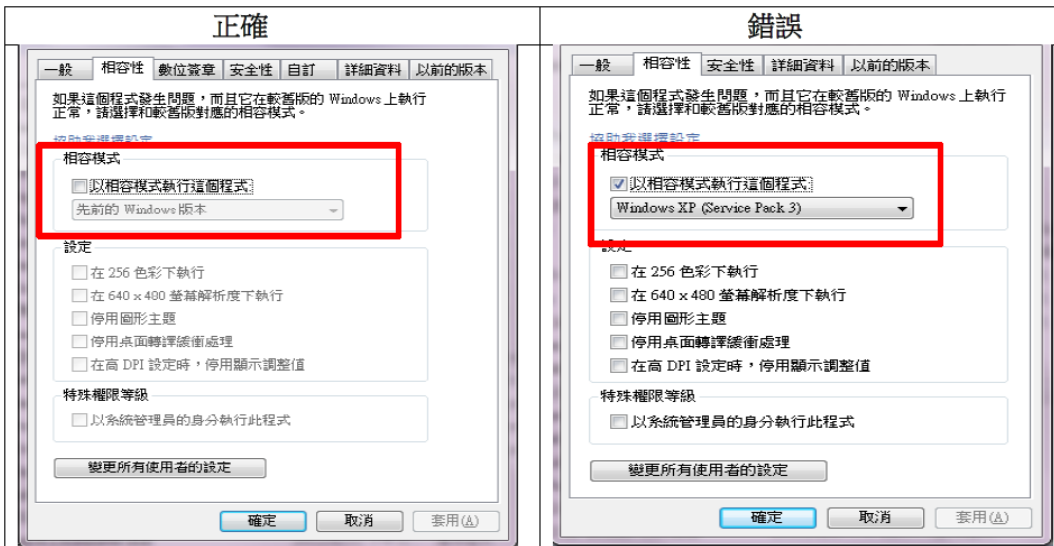 正確
一般 相容性 數位簽章 安全性 自訂 詳細資料 以前的版本
如果這個程式發生問題，而且它在較舊版的 Windows 上執行
正常，請選擇和較舊版對應的相容模式。
協助我選擇設定
相容模式
以相容模式執行這個程式:
先前的 Windows 版本
設定
在 256 色彩下執行
在 640 x 480 螢幕解析度下執行
停用圖形主題
停用桌面轉譯緩衝處理
在高 DPI 設定時，停用顯示調整值
特殊權限等級
以系統管理員的身分執行此程式
變更所有使用者的設定
確定 取消 套用(A)
錯誤
一般 相容性 安全性 詳細資料 以前的版本
如果這個程式發生問題，而且它在較舊版的 Windows 上執行
正常，請選擇和較舊版對應的相容模式。
協助我選擇設定
相容模式
以相容模式執行這個程式:
Windows XP (Service Pack 3)
設定
在 256 色彩下執行
在 640 x 480 螢幕解析度下執行
停用圖形主題
停用桌面轉譯緩衝處理
在高 DPI 設定時，停用顯示調整值
特殊權限等級
以系統管理員的身分執行此程式
變更所有使用者的設定
確定 取消 套用(A)